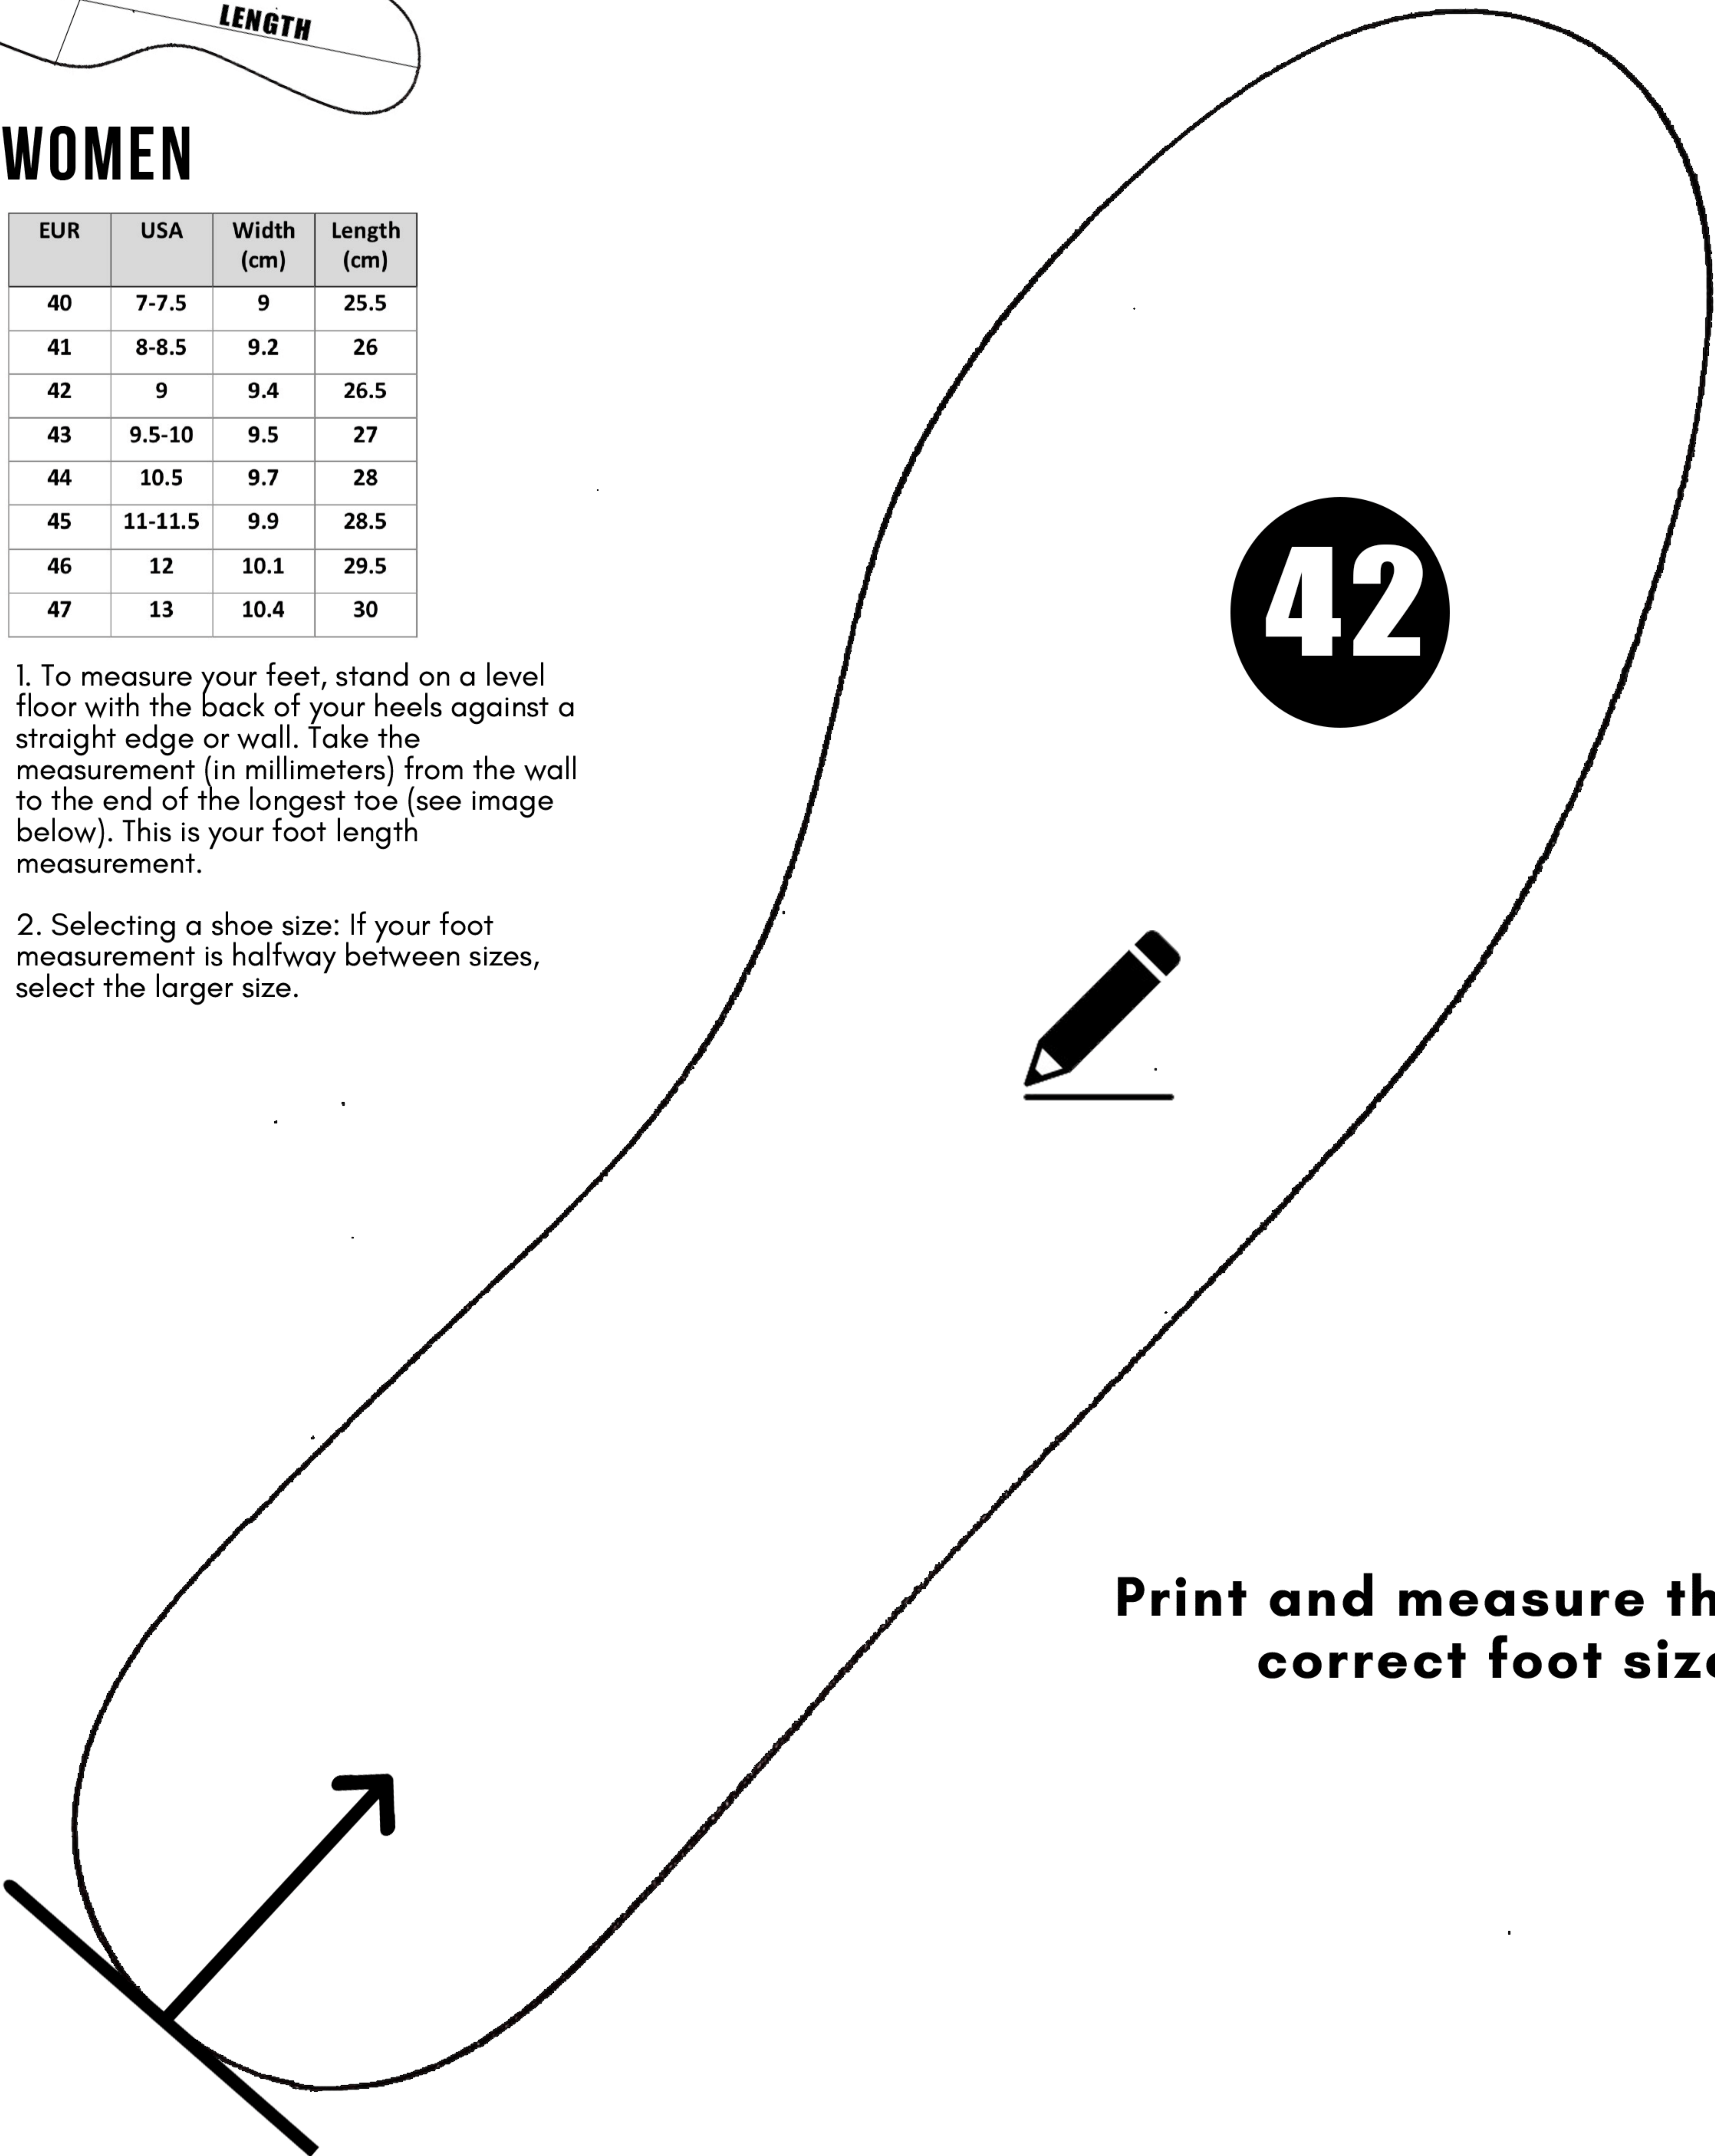 LENGTH
WOMEN
EUR USA Width (cm) Length (cm)
40 7-7.5 9 25.5
41 8-8.5 9.2 26
42 9 9.4 26.5
43 9.5-10 9.5 27
44 10.5 9.7 28
45 11-11.5 9.9 28.5
46 12 10.1 29.5
47 13 10.4 30
1. To measure your feet, stand on a level
floor with the back of your heels against a
straight edge or wall. Take the
measurement (in millimeters) from the wall
to the end of the longest toe (see image
below). This is your foot length
measurement.
2. Selecting a shoe size: If your foot
measurement is halfway between sizes,
select the larger size.
42
Print and measure th
correct foot size